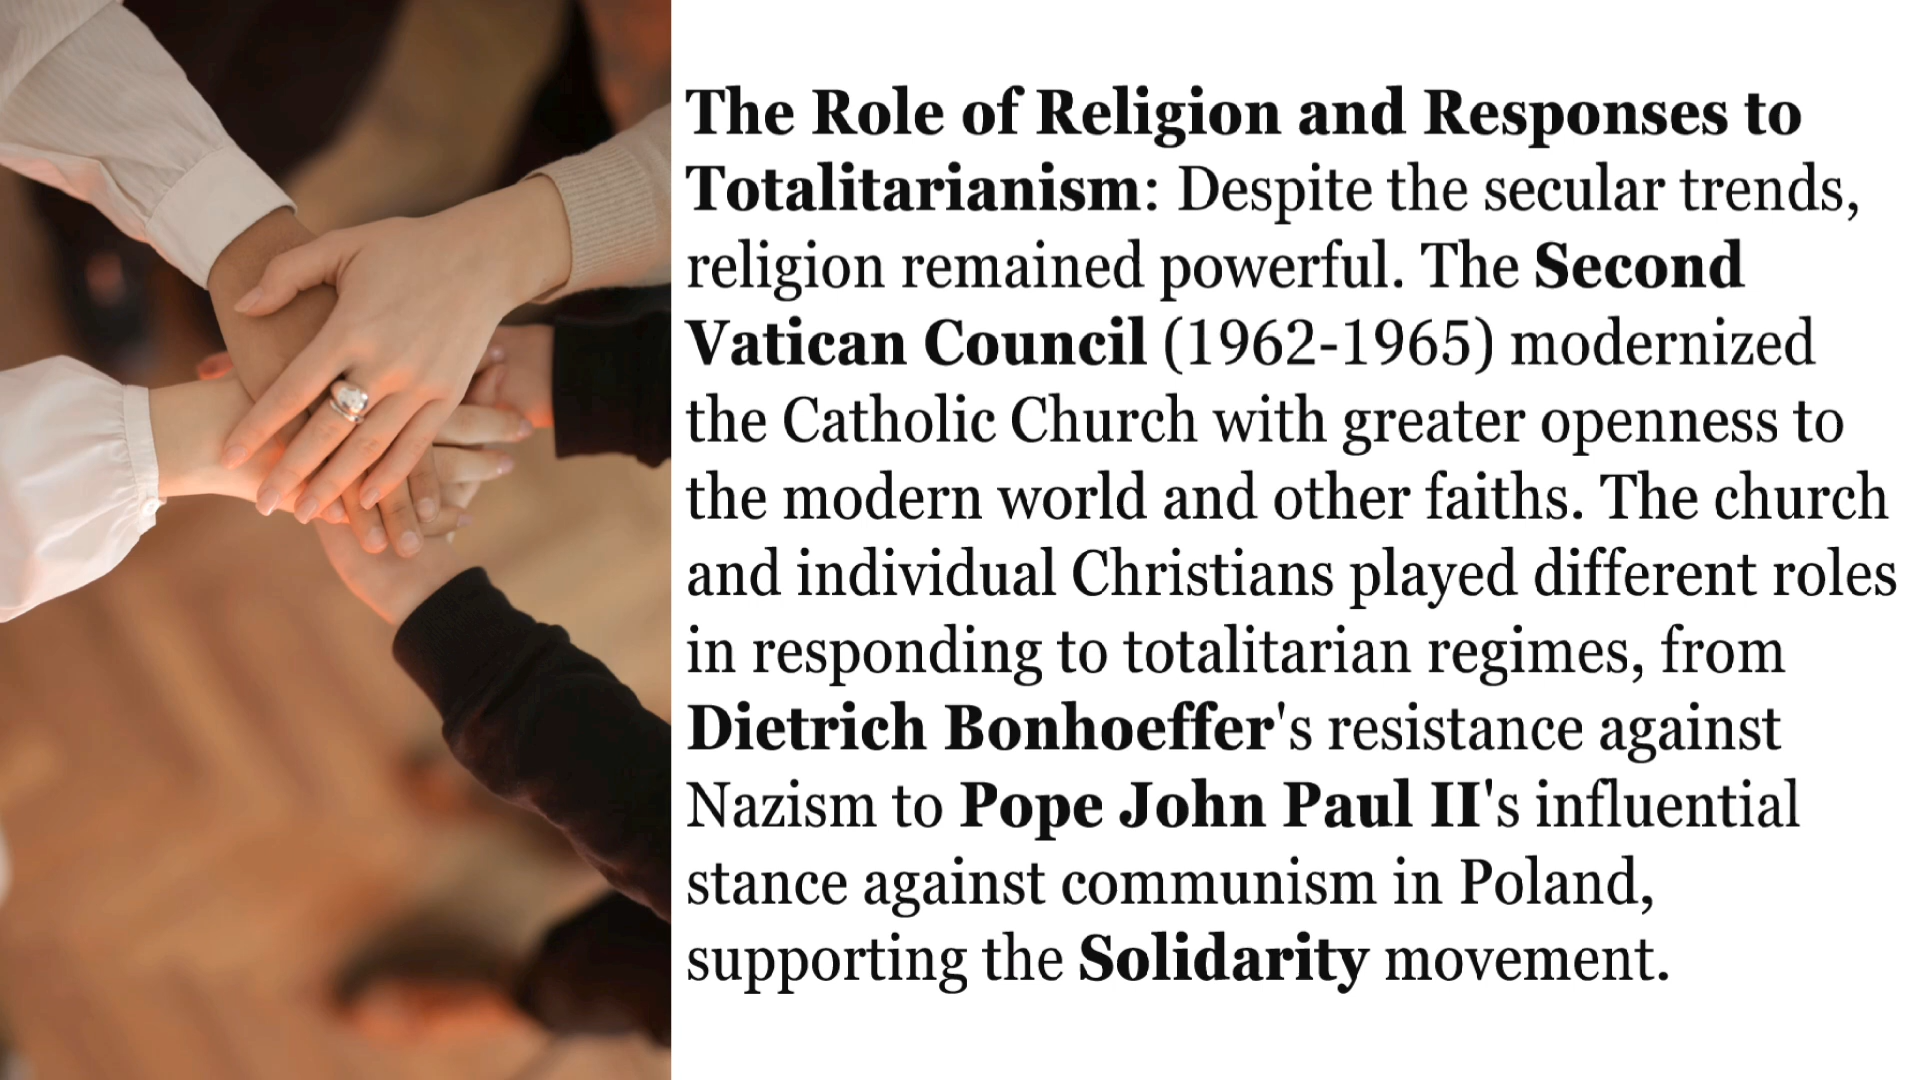 The Role of Religion and Responses to
Totalitarianism: Despite the secular trends,
religion remained powerful. The Second
Vatican Council (1962-1965) modernized
the Catholic Church with greater openness to
the modern world and other faiths. The church
and individual Christians played different roles
in responding to totalitarian regimes, from
Dietrich Bonhoeffer's resistance against
Nazism to Pope John Paul II's influential
stance against communism in Poland,
supporting the Solidarity movement.